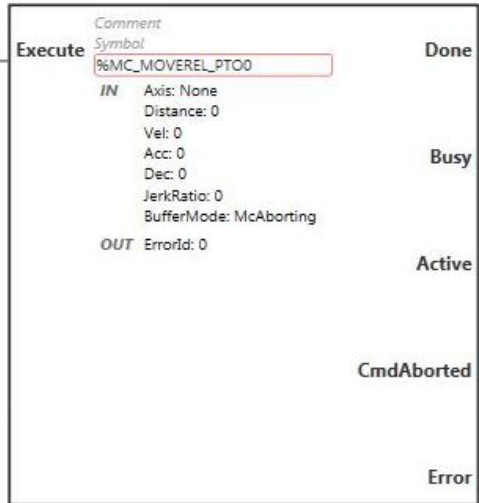 Comment
Execute Symbol Done
%MC_MOVEREL_PTO0
IN Axis: None
Distance: 0
Vel: 0
Acc: 0 Busy
Dec: 0
JerkRatio: 0
BufferMode: McAborting
OUT ErrorId: 0
Active
CmdAborted
Error